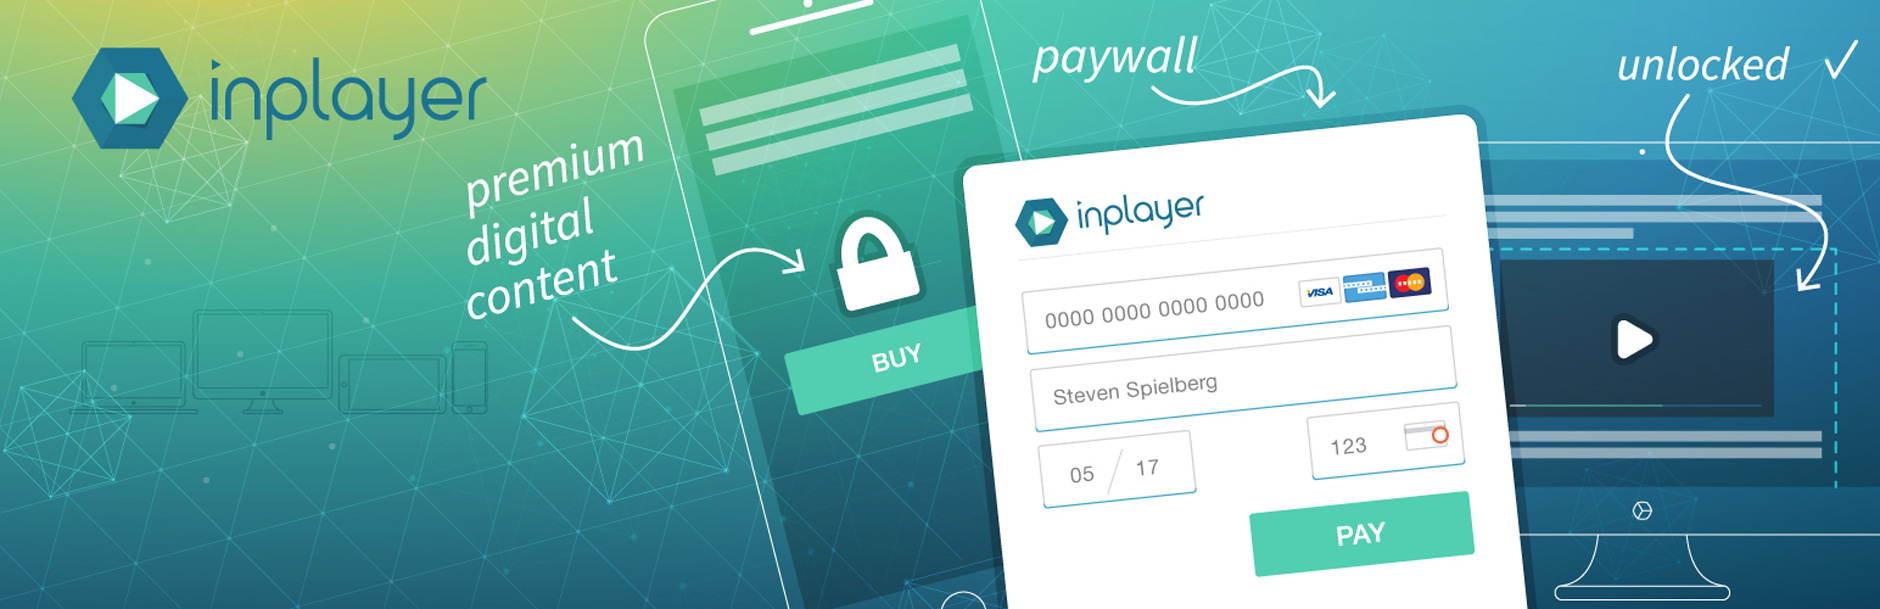 inplayer
premium
digital
content
BUY
paywall
inplayer
0000 0000 0000 0000
VISA
Steven Spielberg
05 / 17
123
PAY
unlocked